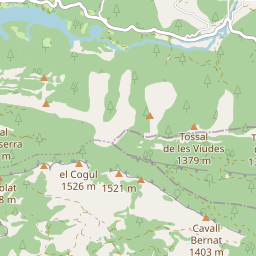 Tossal
de les Viudes
1379 m
el Cogul
1526 m
1521 m
Cavall
Bernat
1403 m